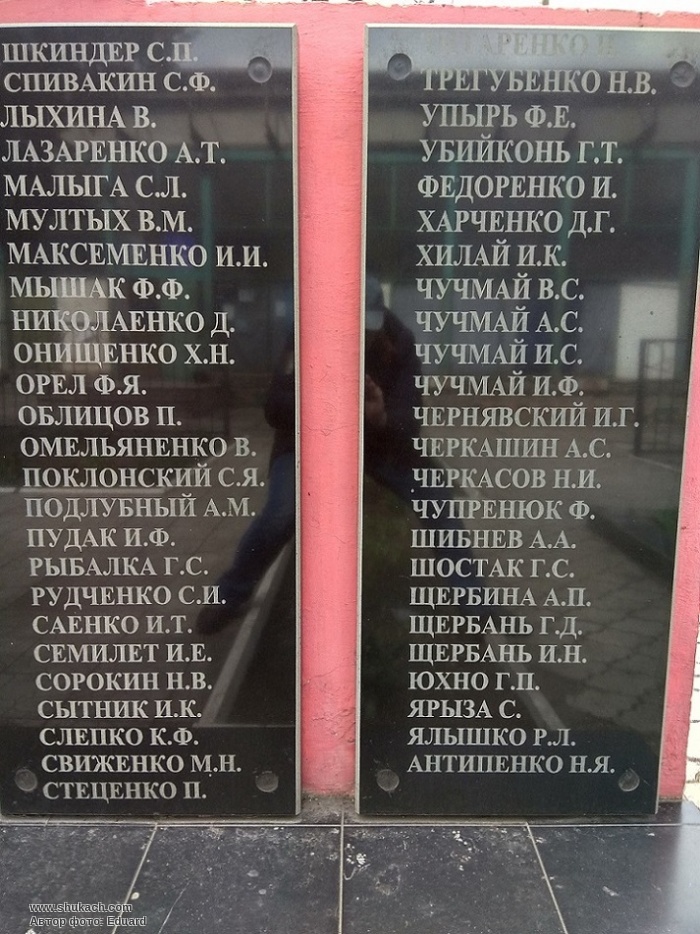 ШКИНДЕР С.П.
СПИВАКИН С.Ф.
ЛЫХИНА В.
ЛАЗАРЕНКО А.Т.
МАЛЫГА С.Л.
МУЛТЫХ В.М.
МАКСЕМЕНКО И.И.
МЫШАК Ф.Ф.
НИКОЛАЕНКО Д.
ОНИЩЕНКО Х.Н.
ОРЕЛ Ф.Я.
ОБЛИЦОВ П.
ОМЕЛЬЯНЕНКО В.
ПОКЛОНСКИЙ С.Я.
ПОДЛУБНЫЙ А.М.
ПУДАК И.Ф.
РЫБАЛКА Г.С.
РУДЧЕНКО С.И.
САЕНКО И.Т.
СЕМИЛЕТ И.Е.
СОРОКИН Н.В.
СЫТНИК И.К.
СЛЕПКО К.Ф.
СВИЖЕНКО М.Н.
СТЕЦЕНКО П.
ТРЕГУБЕНКО Н.В.
УПЫРЬ Ф.Е.
УБИЙКОНЬ Г.Т.
ФЕДОРЕНКО И.
ХАРЧЕНКО Д.Г.
ХИЛАЙ И.К.
ЧУЧМАЙ В.С.
ЧУЧМАЙ А.С.
ЧУЧМАЙ И.С.
ЧУЧМАЙ И.Ф.
ЧЕРНЯВСКИЙ И.Г.
ЧЕРКАШИН А.С.
ЧЕРКАСОВ Н.И.
ЧУПРЕНЮК Ф.
ШИБНЕВ А.А.
ШОСТАК Г.С.
ЩЕРБИНА А.П.
ЩЕРБАНЬ Г.Д.
ЩЕРБАНЬ И.Н.
ЮХНО Г.П.
ЯРЫЗА С.
ЯЛЫШКО Р.Л.
АНТИПЕНКО Н.Я.
www.shukach.com
Автор фото: Eduard